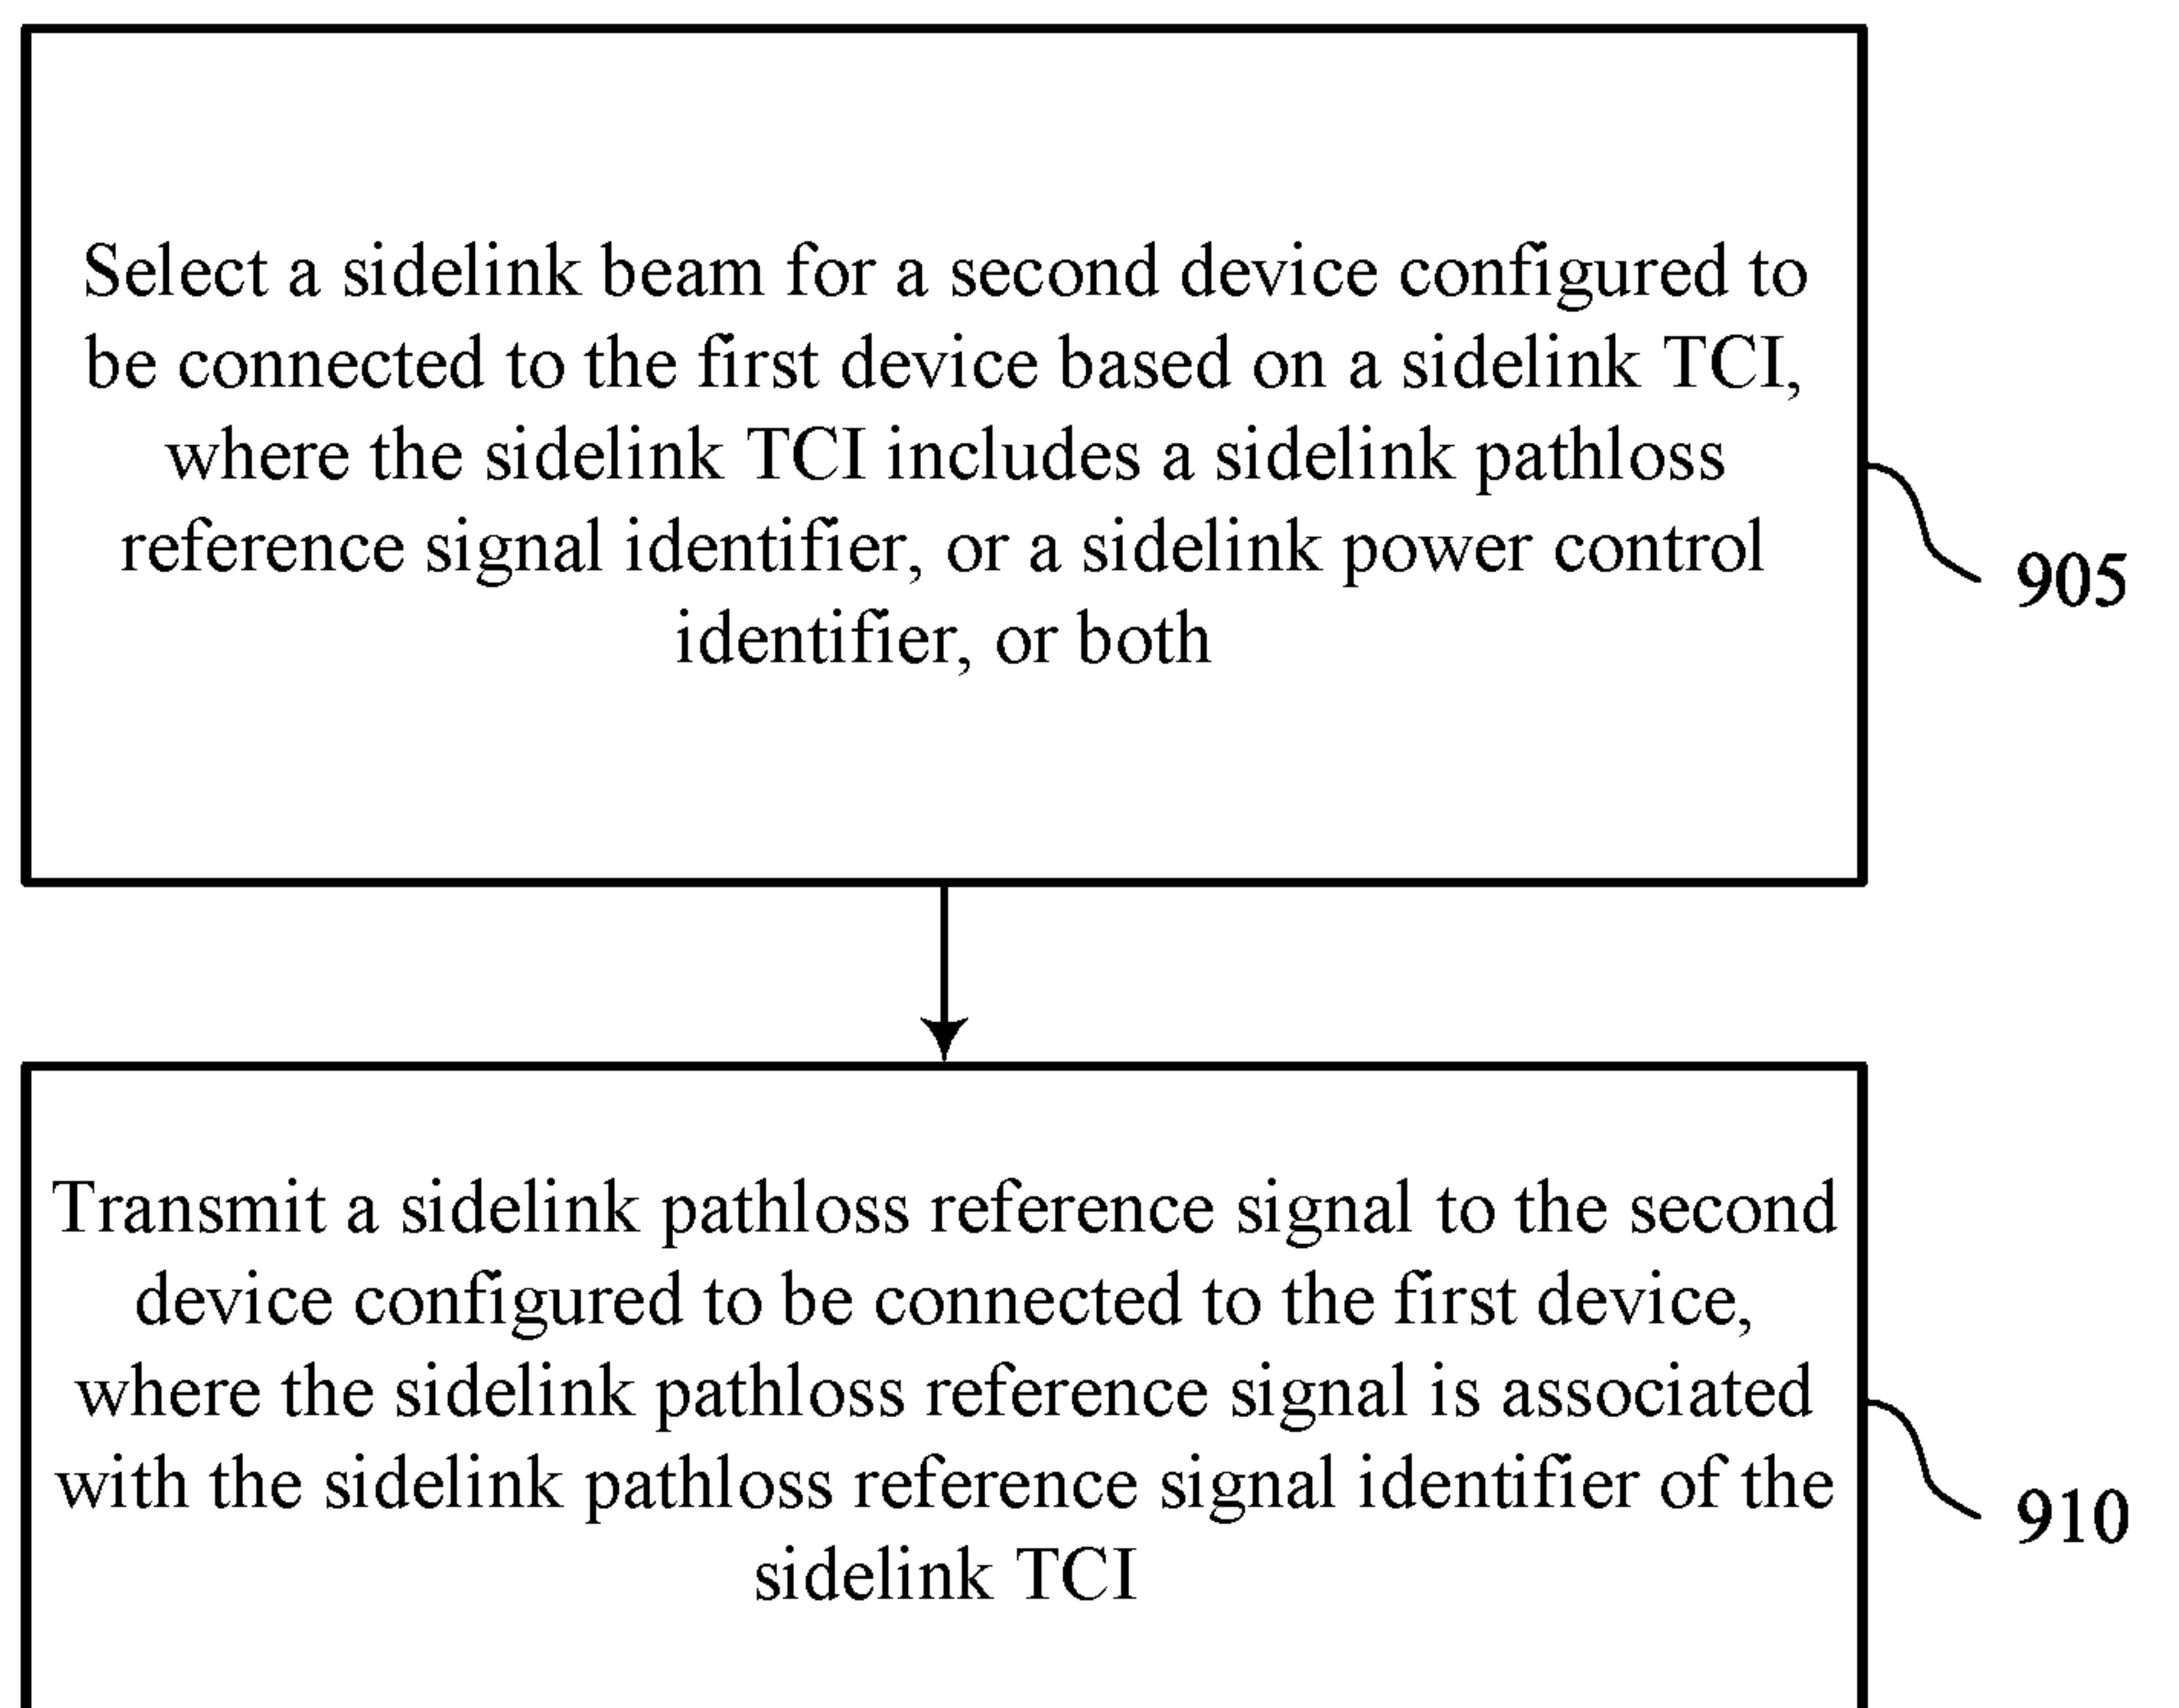 Select a sidelink beam for a second device configured to
be connected to the first device based on a sidelink TCI,
where the sidelink TCI includes a sidelink pathloss
reference signal identifier, or a sidelink power control
identifier, or both
905
Transmit a sidelink pathloss reference signal to the second
device configured to be connected to the first device,
where the sidelink pathloss reference signal is associated
with the sidelink pathloss reference signal identifier of the
sidelink TCI
910